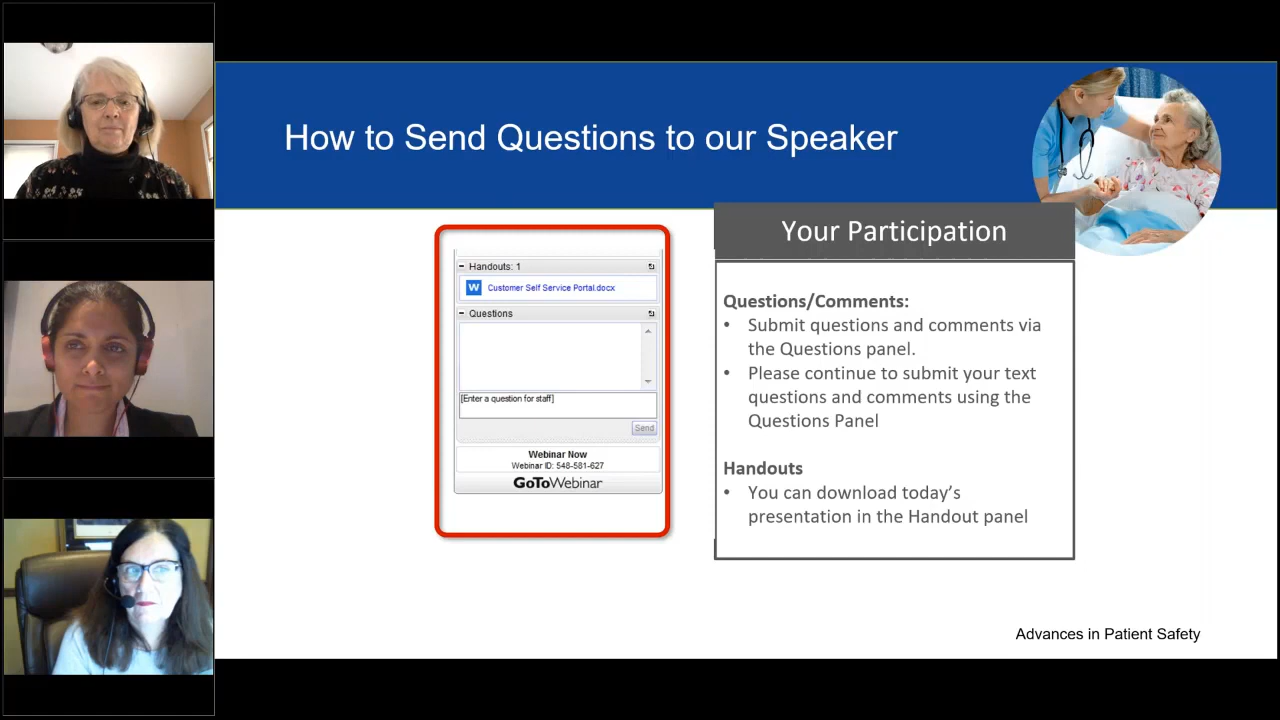 How to Send Questions to our Speaker
Handouts: 1
W Customer Self Service Portal.docx
Questions
[Enter a question for staff]
Send
Webinar Now
Webinar ID: 548-581-627
GoToWebinar
Your Participation
Questions/Comments:
• Submit questions and comments via
the Questions panel.
• Please continue to submit your text
questions and comments using the
Questions Panel
Handouts
• You can download today's
presentation in the Handout panel
Advances in Patient Safety